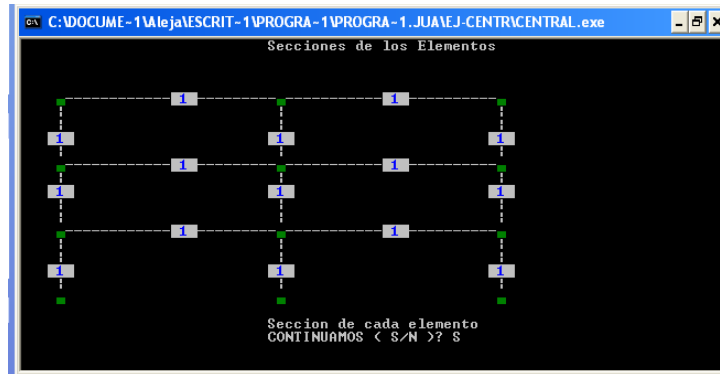 C:\DOCUME~1\Aleja\ESCRIT~1\PROGRA~1\PROGRA~1.JUA\EJ-CENTR\CENTRAL.exe
Secciones de los Elementos
1 1
1 1 1
1 1
1 1 1
1 1
1 1 1
Seccion de cada elemento
CONTINUAMOS ( S/N )? S